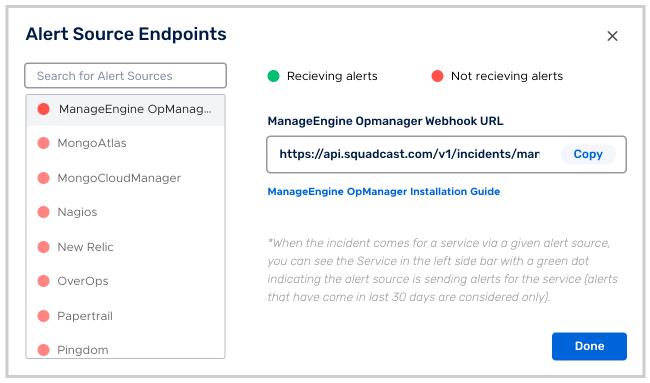 Alert Source Endpoints
Search for Alert Sources
ManageEngine OpManag...
MongoAtlas
MongoCloudManager
Nagios
New Relic
OverOps
Papertrail
Pingdom
Recieving alerts
Not recieving alerts
ManageEngine Opmanager Webhook URL
https://api.squadcast.com/v1/incidents/mar
Copy
ManageEngine OpManager Installation Guide
*When the incident comes for a service via a given alert source,
you can see the Service in the left side bar with a green dot
indicating the alert source is sending alerts for the service (alerts
that have come in last 30 days are considered only).
Done